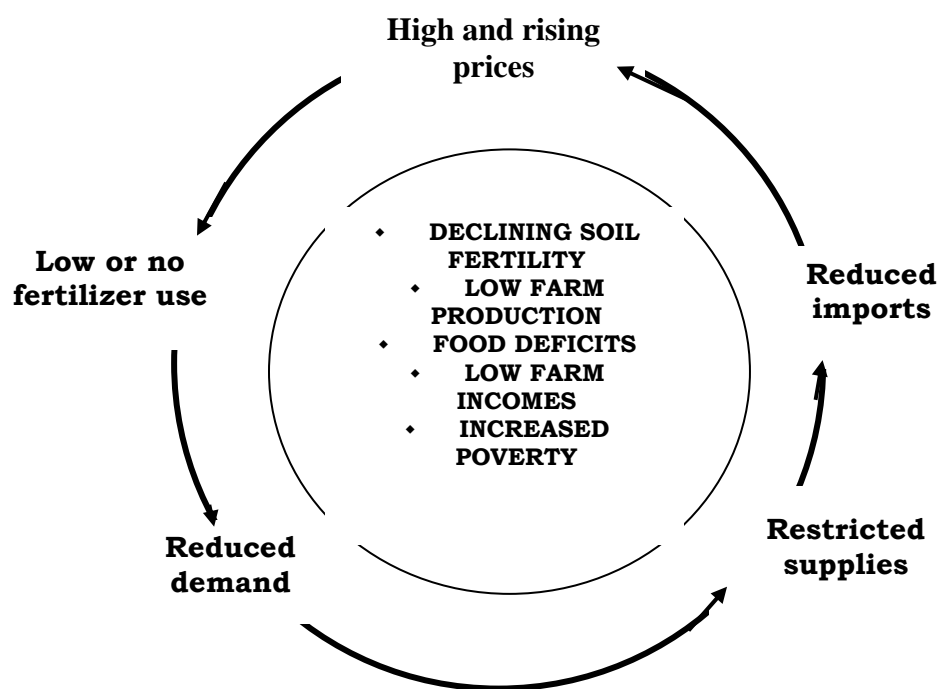 High and rising
prices
Low or no
fertilizer use
◆ DECLINING SOIL
FERTILITY
◆ LOW FARM
PRODUCTION
◆ FOOD DEFICITS
◆ LOW FARM
INCOMES
◆ INCREASED
POVERTY
Reduced
imports
Reduced
demand
Restricted
supplies